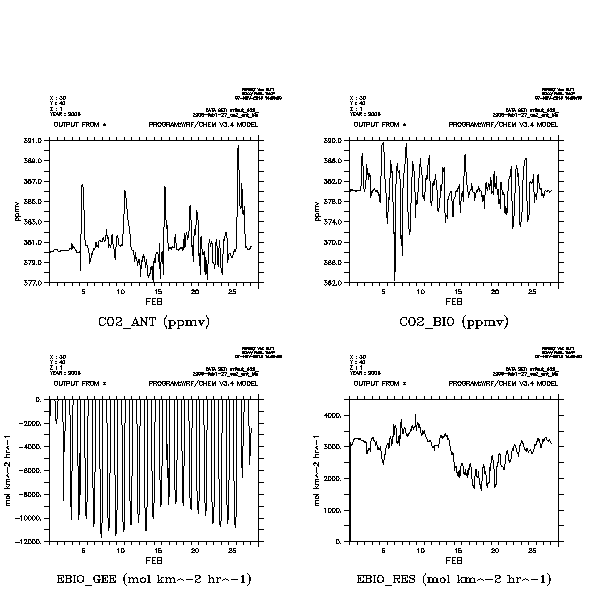 X : 30
Y : 40
Z : 1
YEAR : 2008
OUTPUT FROM *
PROGRAM:WRF/CHEM V3.4 MODEL
391.0
389.0
387.0
385.0
383.0
381.0
379.0
377.0
ppmv
5 10 15 20 25
FEB
CO2_ANT (ppmv)
X : 30
Y : 40
Z : 1
YEAR : 2008
OUTPUT FROM *
PROGRAM:WRF/CHEM V3.4 MODEL
390.0
386.0
382.0
378.0
374.0
370.0
366.0
362.0
ppmv
5 10 15 20 25
FEB
CO2_BIO (ppmv)
X : 30
Y : 40
Z : 1
YEAR : 2008
OUTPUT FROM *
PROGRAM:WRF/CHEM V3.4 MODEL
0.
-2000.
-4000.
-6000.
-8000.
-10000.
-12000.
mol km^-2 hr^-1
5 10 15 20 25
FEB
EBIO_GEE (mol km^-2 hr^-1)
X : 30
Y : 40
Z : 1
YEAR : 2008
OUTPUT FROM *
PROGRAM:WRF/CHEM V3.4 MODEL
4000.
3000.
2000.
1000.
0.
mol km^-2 hr^-1
5 10 15 20 25
FEB
EBIO_RES (mol km^-2 hr^-1)